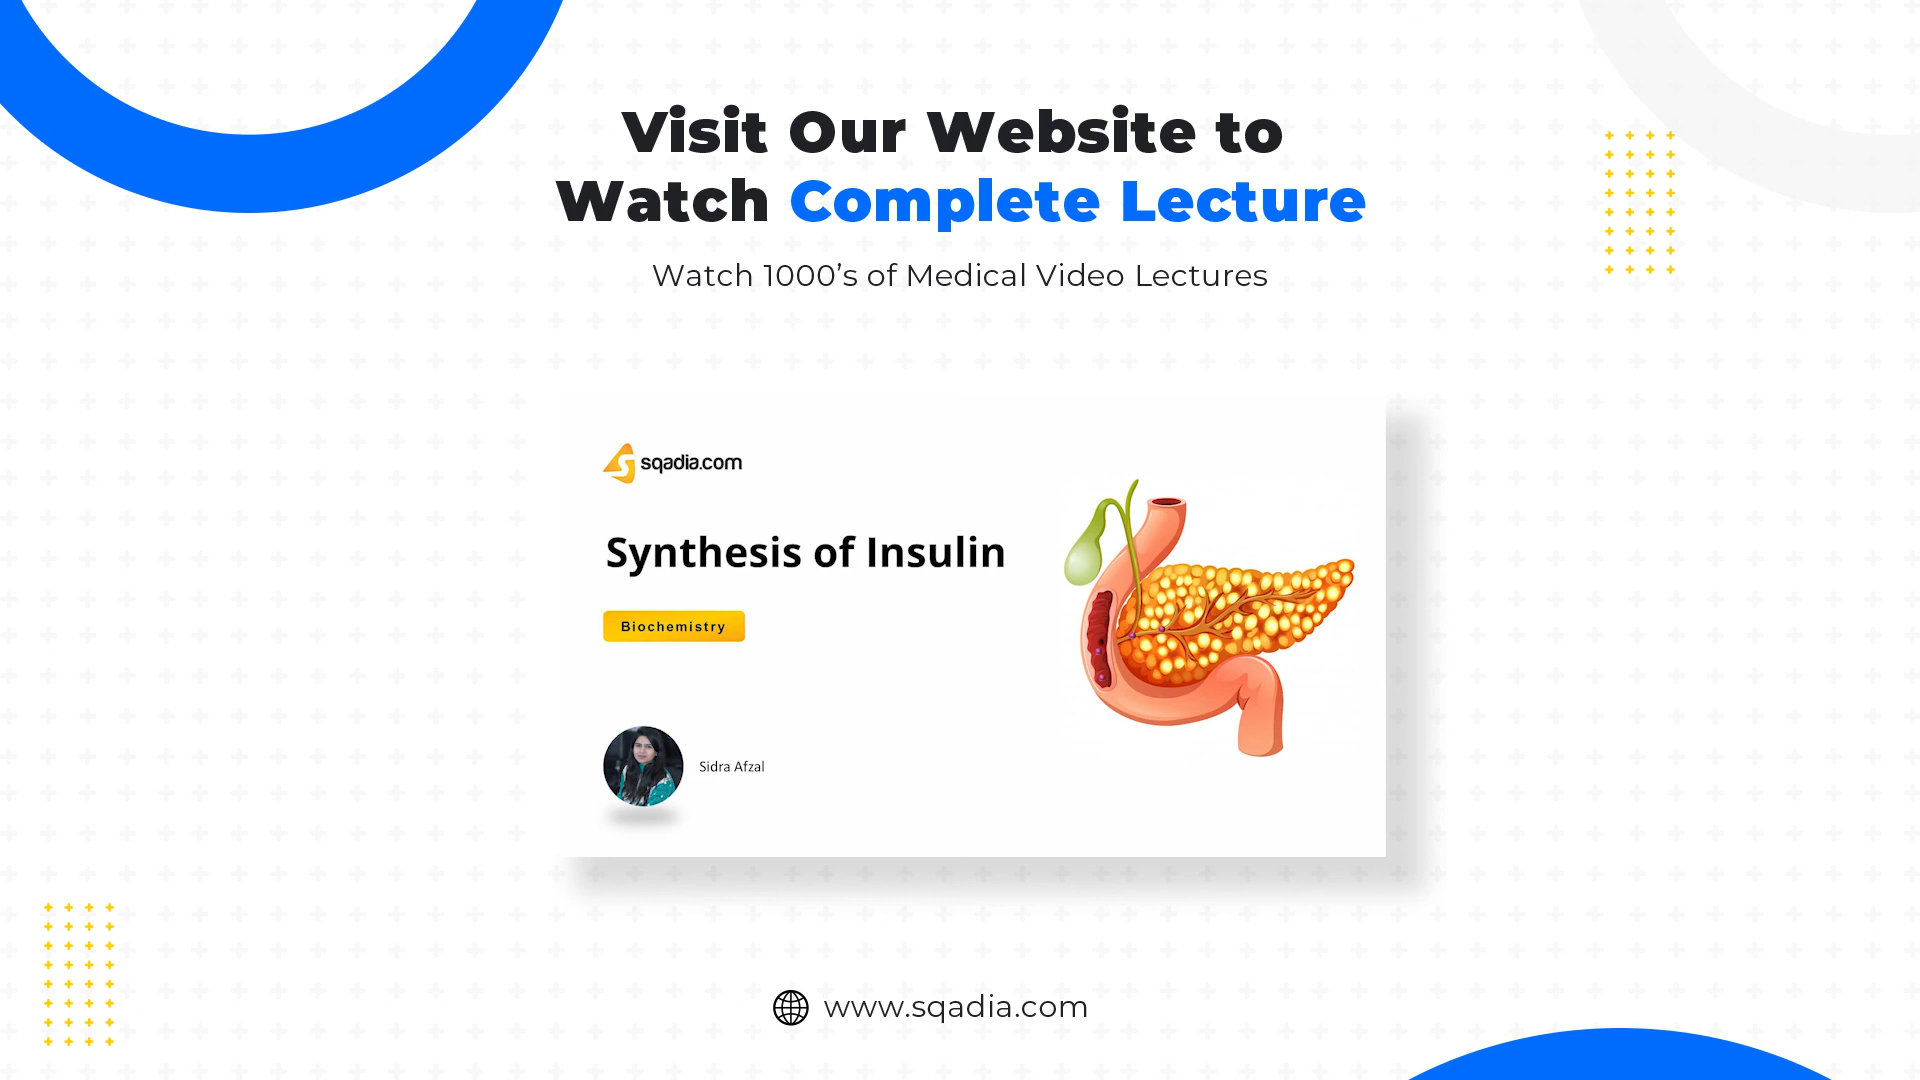 Visit Our Website to
Watch Complete Lecture
Watch 1000’s of Medical Video Lectures
sqadia.com
Synthesis of Insulin
Biochemistry
Sidra Afzal
www.sqadia.com